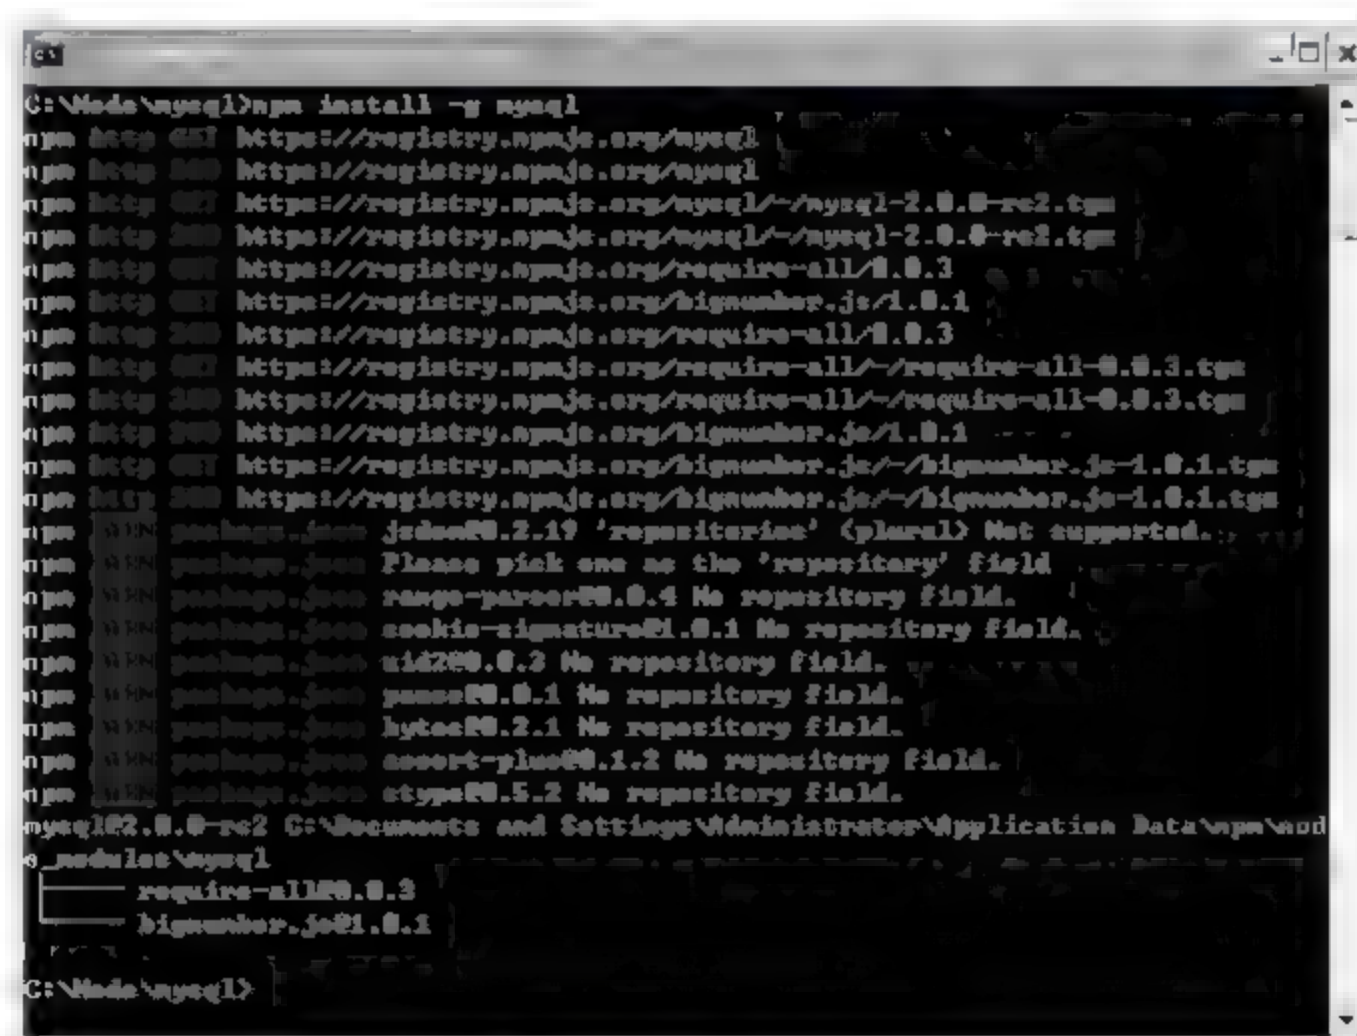 C:\Node\mysql>npm install -g mysql
npm http GET https://registry.npmjs.org/mysql
npm http 200 https://registry.npmjs.org/mysql
npm http GET https://registry.npmjs.org/mysql/-/mysql-2.0.0-rc2.tgz
npm http 200 https://registry.npmjs.org/mysql/-/mysql-2.0.0-rc2.tgz
npm http GET https://registry.npmjs.org/require-all/0.0.3
npm http GET https://registry.npmjs.org/bignumber.js/1.0.1
npm http 200 https://registry.npmjs.org/require-all/0.0.3
npm http GET https://registry.npmjs.org/require-all/-/require-all-0.0.3.tgz
npm http 200 https://registry.npmjs.org/require-all/-/require-all-0.0.3.tgz
npm http 200 https://registry.npmjs.org/bignumber.js/1.0.1
npm http GET https://registry.npmjs.org/bignumber.js/-/bignumber.js-1.0.1.tgz
npm http 200 https://registry.npmjs.org/bignumber.js/-/bignumber.js-1.0.1.tgz
npm WARN package.json jsdom@0.2.19 'repositories' (plural) Not supported.
npm WARN package.json Please pick one as the 'repository' field
npm WARN package.json range-parser@0.0.4 No repository field.
npm WARN package.json cookie-signature@1.0.1 No repository field.
npm WARN package.json uid2@0.0.2 No repository field.
npm WARN package.json pause@0.0.1 No repository field.
npm WARN package.json bytes@0.2.1 No repository field.
npm WARN package.json assert-plus@0.1.2 No repository field.
npm WARN package.json ctype@0.5.2 No repository field.
mysql@2.0.0-rc2 C:\Documents and Settings\Administrator\Application Data\npm\nod
e_modules\mysql
├── require-all@0.0.3
└── bignumber.js@1.0.1
C:\Node\mysql>